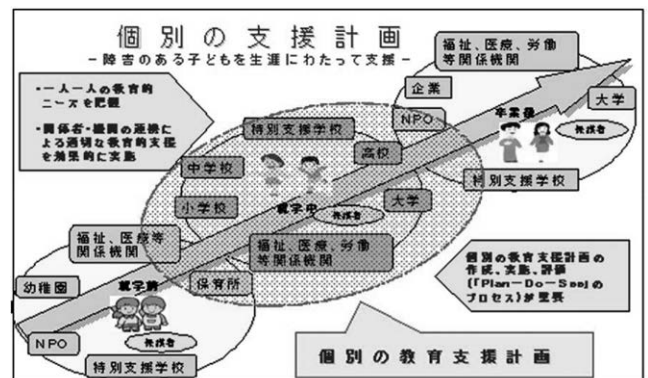 個別の支援計画
－障害のある子どもを生涯にわたって支援－
・一人一人の教育的
ニーズを把握
・関係者・機関の連携に
よる適切な教育的支援
を効果的に実施
福祉、医療、労働
等関係機関
企業
大学
NPO
卒業後
保護者
特別支援学校
特別支援学校
中学校
高校
小学校
就学中
大学
保護者
福祉、医療、労働
等関係機関
福祉、医療等
関係機関
幼稚園
就学前
保育所
NPO
保護者
特別支援学校
個別の教育支援計画の
作成、実施、評価
(「Plan－Do－See」の
プロセス)が重要
個別の教育支援計画